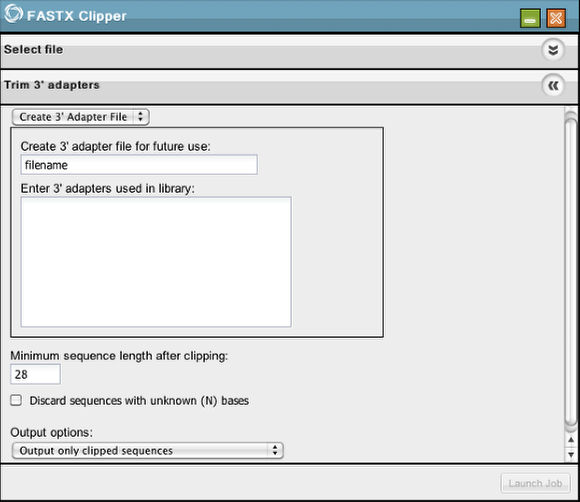 FASTX Clipper
Select file
Trim 3' adapters
Create 3' Adapter File
Create 3' adapter file for future use:
filename
Enter 3' adapters used in library:
Minimum sequence length after clipping:
28
Discard sequences with unknown (N) bases
Output options:
Output only clipped sequences
Launch Job